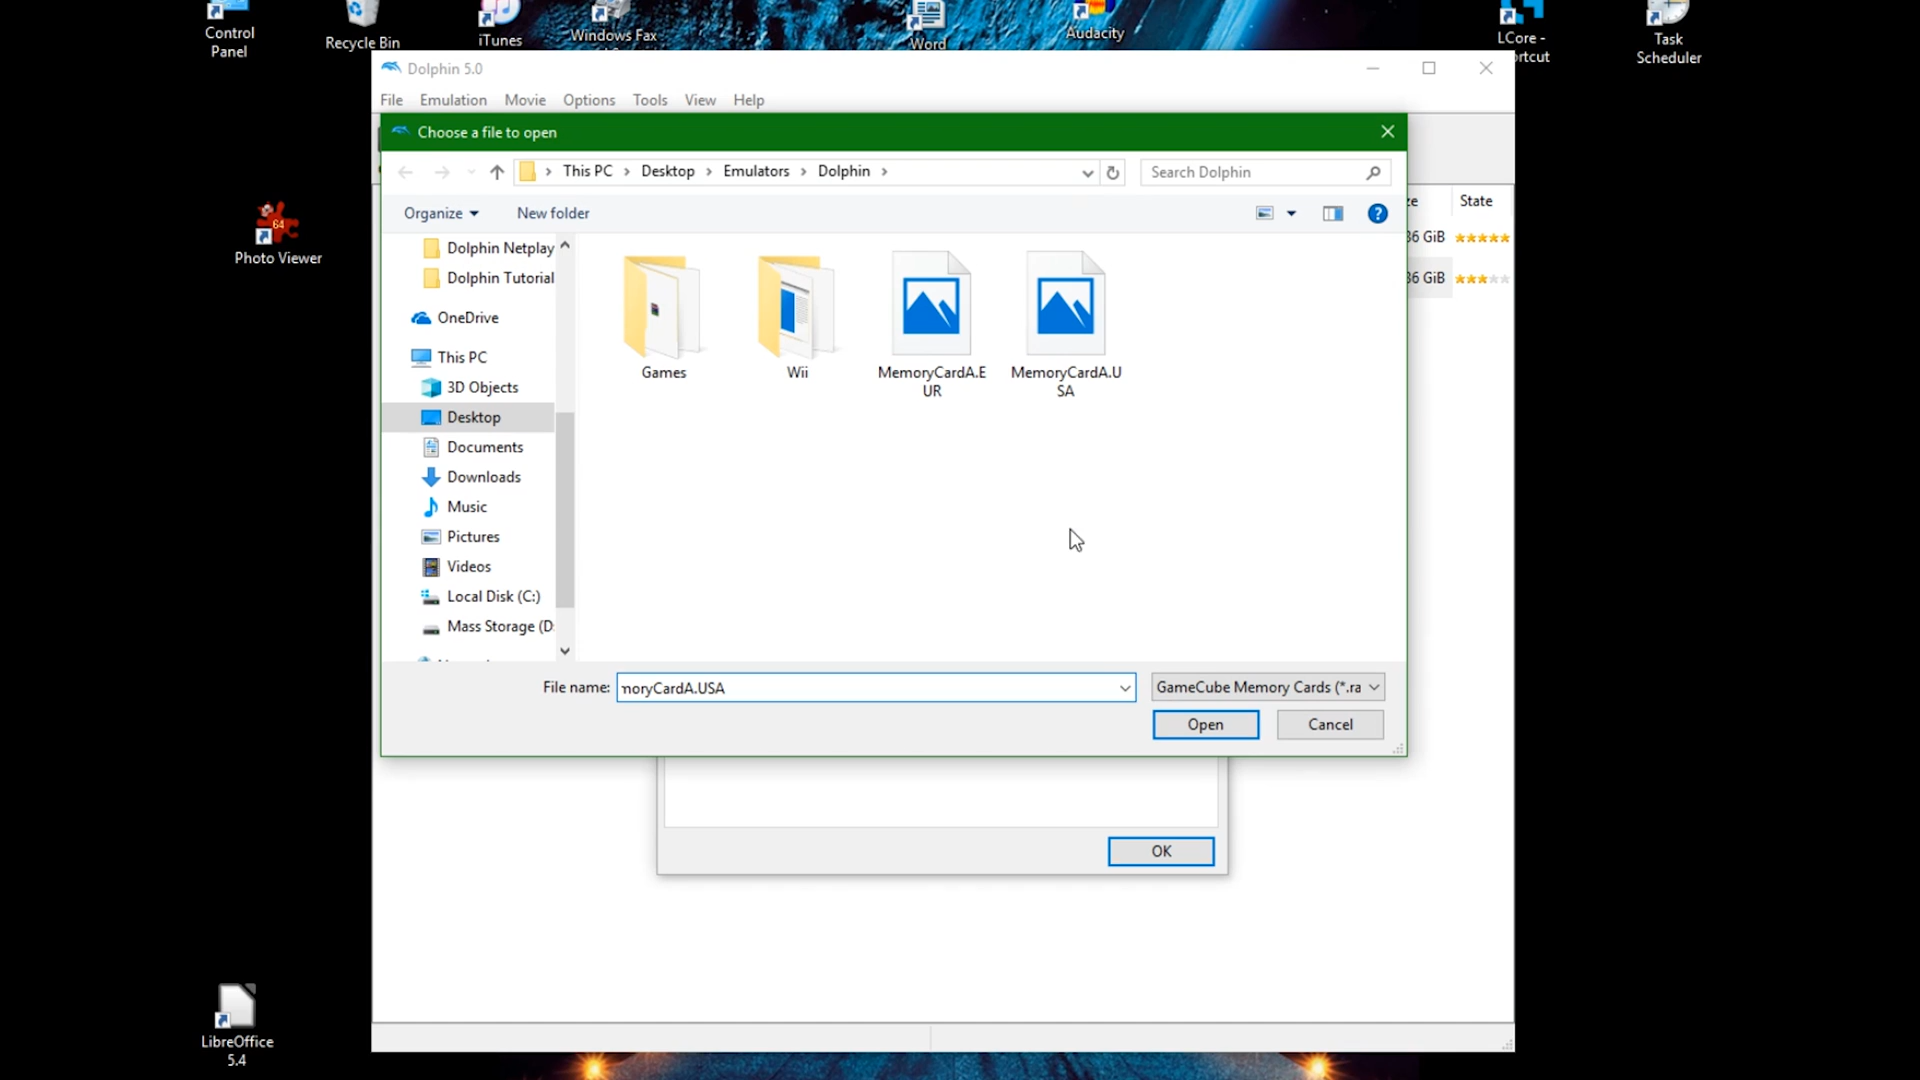 Control
Panel
Recycle Bin
iTunes
Windows Fax
Word
Audacity
LCore -
ortcut
Task
Scheduler
Dolphin 5.0
File Emulation Movie Options Tools View Help
Choose a file to open
This PC > Desktop > Emulators > Dolphin >
Search Dolphin
Organize
New folder
State
36 GiB
36 GiB
64
Photo Viewer
Dolphin Netplay
Dolphin Tutorial
OneDrive
This PC
3D Objects
Desktop
Documents
Downloads
Music
Pictures
Videos
Local Disk (C:)
Mass Storage (D:
Games
Wii
MemoryCardA.E
UR
MemoryCardA.U
SA
File name:
noryCardA.USA
GameCube Memory Cards (*.ra
Open
Cancel
OK
LibreOffice
5.4